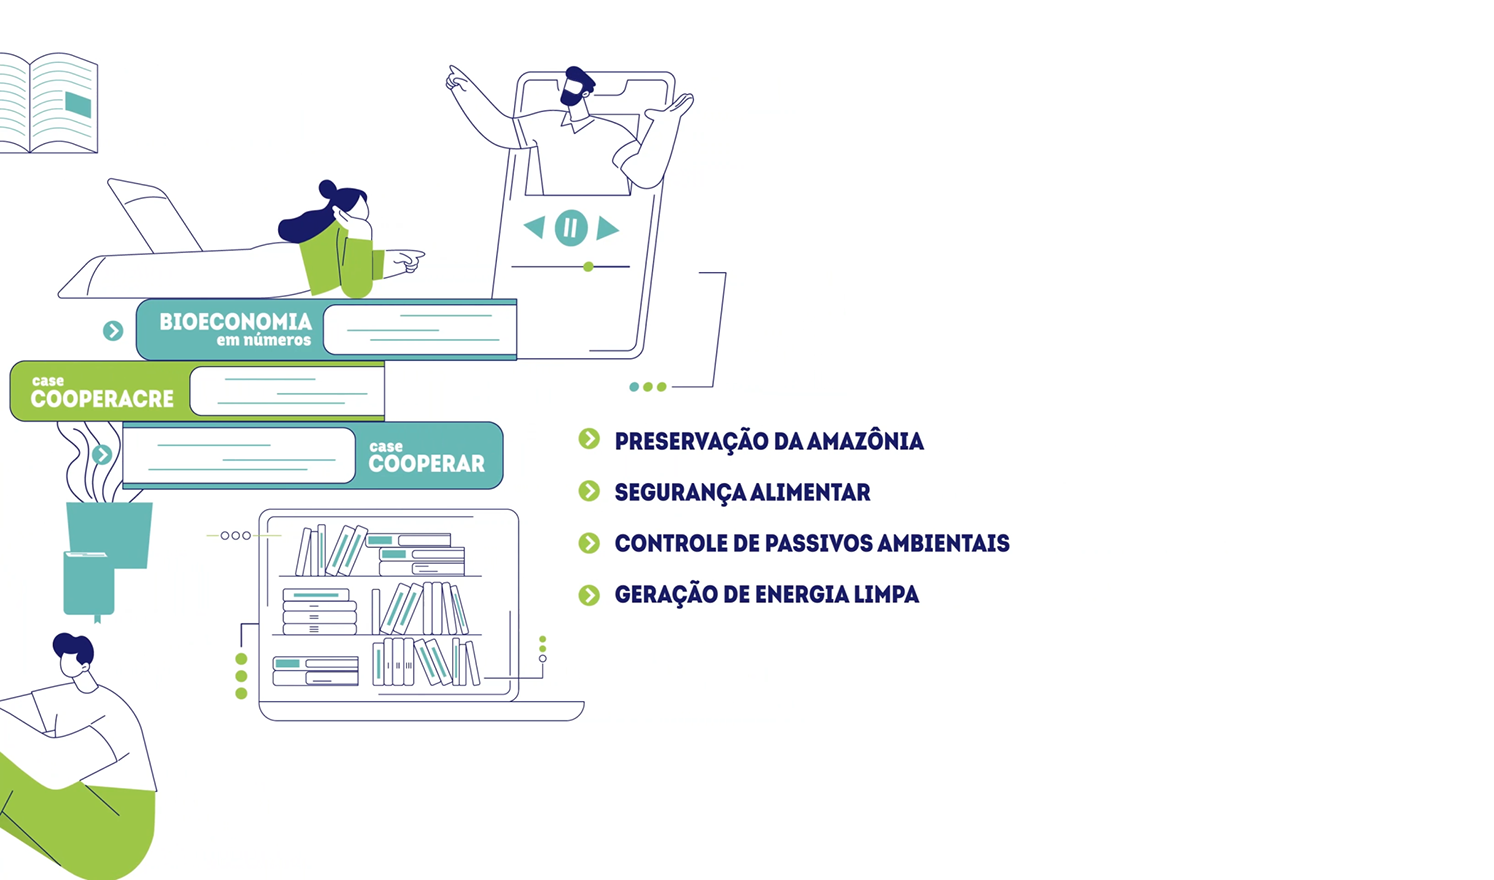 BIOECONOMIA
em números
case
COOPERACRE
case
COOPERAR
PRESERVAÇÃO DA AMAZÔNIA
SEGURANÇA ALIMENTAR
CONTROLE DE PASSIVOS AMBIENTAIS
GERAÇÃO DE ENERGIA LIMPA